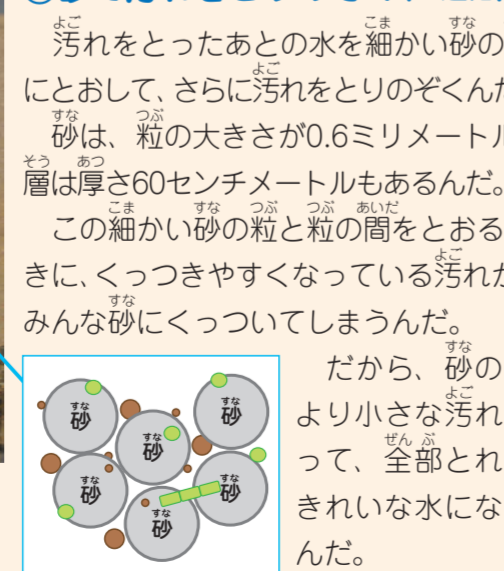 汚れをとったあとの水を細かい砂の
にとおして、さらに汚れをとりのぞくんだ
砂は、粒の大きさが0.6ミリメートル
層は厚さ60センチメートルもあるんだ。
この細かい砂の粒と粒の間をとおる
きに、くっつきやすくなっている汚れが
みんな砂にくっついてしまうんだ。
だから、砂の
より小さな汚れ
って、全部とれ
きれいな水にな
んだ。
砂
砂
砂
砂
砂
砂